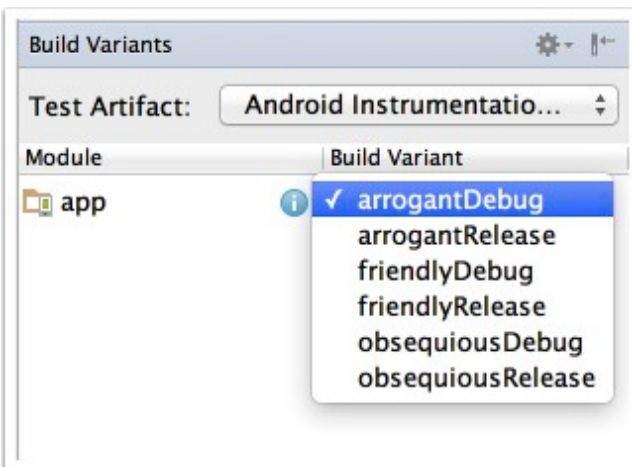 Build Variants
Test Artifact: Android Instrumentatio...
Module Build Variant
app ✓ arrogantDebug
arrogantRelease
friendlyDebug
friendlyRelease
obsequiousDebug
obsequiousRelease